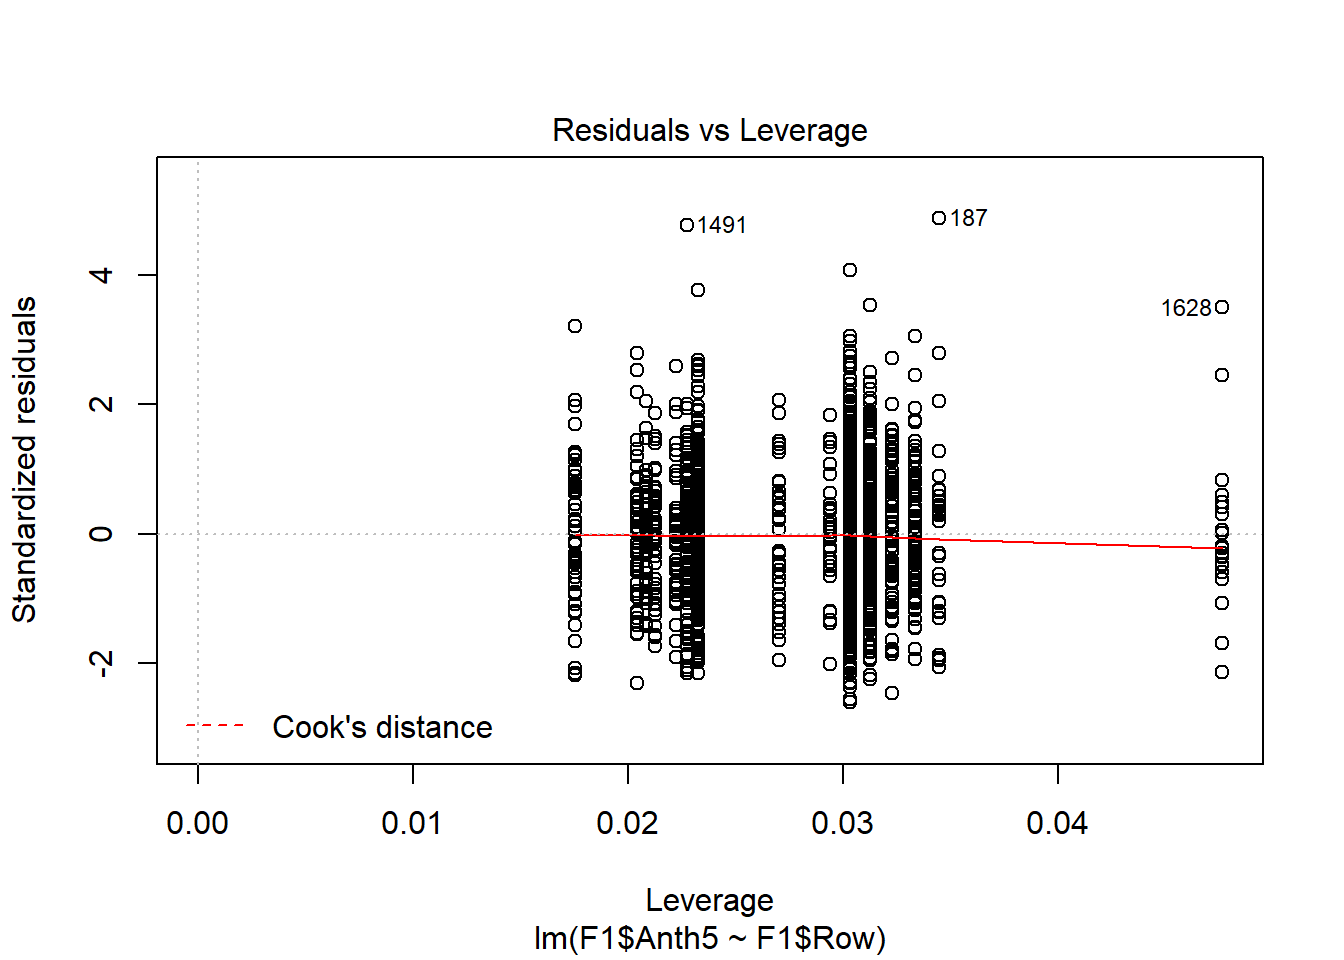 Residuals vs Leverage
Standardized residuals
4
2
0
-2
1491
187
1628
Cook's distance
0.00 0.01 0.02 0.03 0.04
Leverage
lm(F1$Anth5 ~ F1$Row)